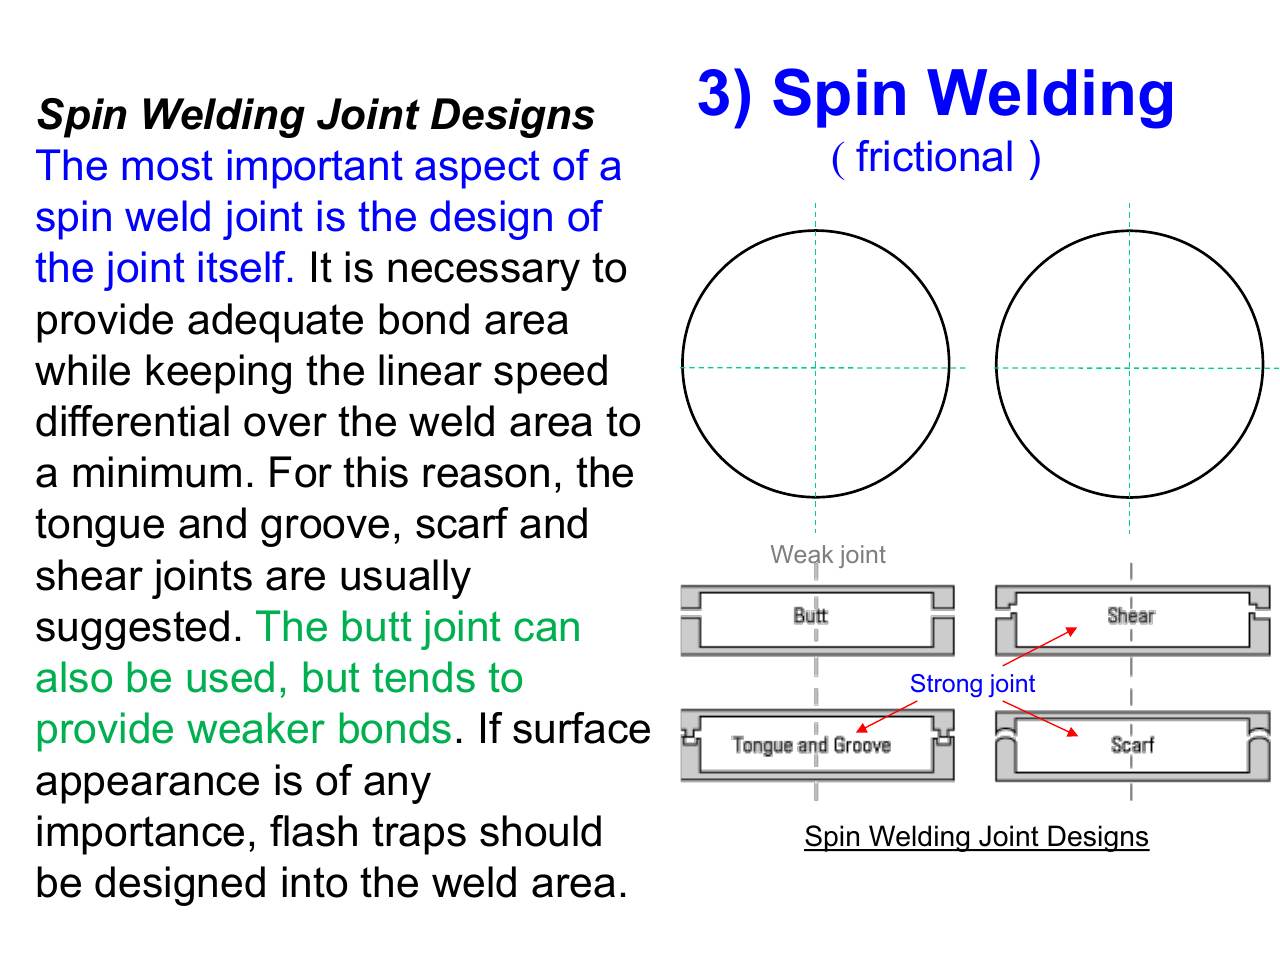 Spin Welding Joint Designs
The most important aspect of a
spin weld joint is the design of
the joint itself. It is necessary to
provide adequate bond area
while keeping the linear speed
differential over the weld area to
a minimum. For this reason, the
tongue and groove, scarf and
shear joints are usually
suggested. The butt joint can
also be used, but tends to
provide weaker bonds. If surface
appearance is of any
importance, flash traps should
be designed into the weld area.
3) Spin Welding
( frictional )
Weak joint
Butt
Shear
Strong joint
Tongue and Groove
Scarf
Spin Welding Joint Designs